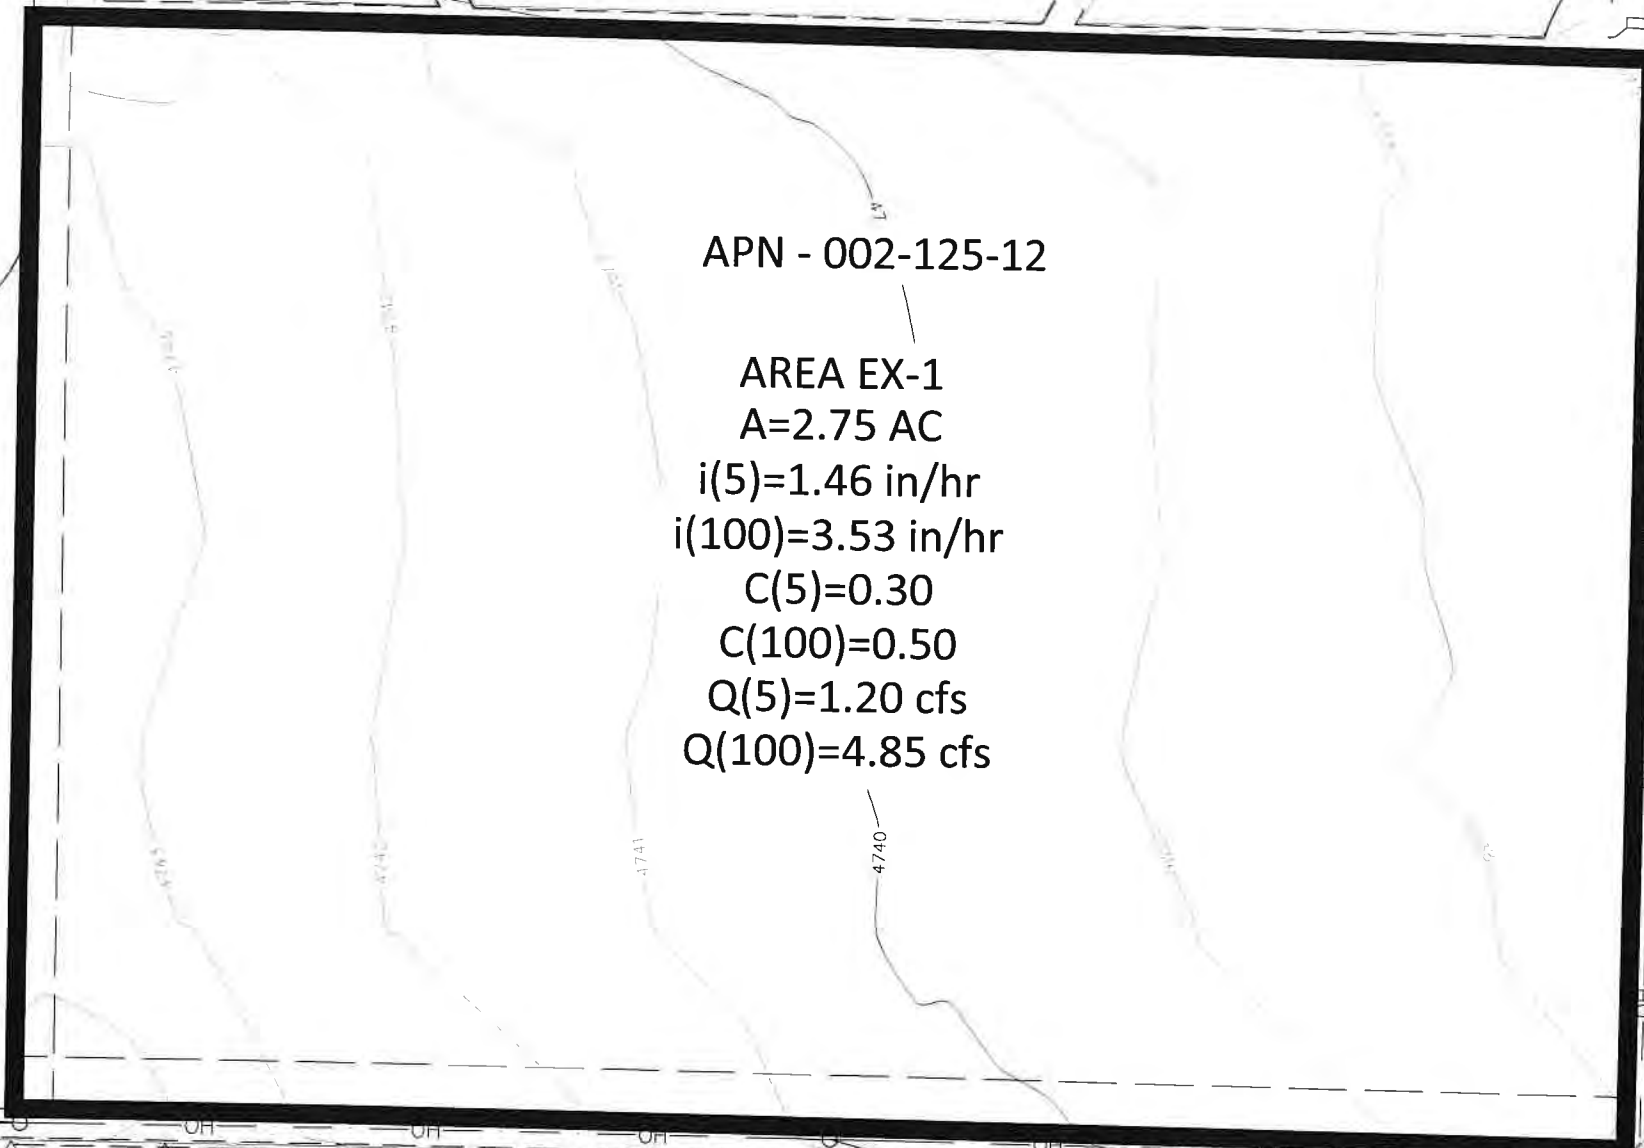 APN - 002-125-12
AREA EX-1
A=2.75 AC
i(5)=1.46 in/hr
i(100)=3.53 in/hr
C(5)=0.30
C(100)=0.50
Q(5)=1.20 cfs
Q(100)=4.85 cfs
4742
4741
4740
OH
OH
OH
OH